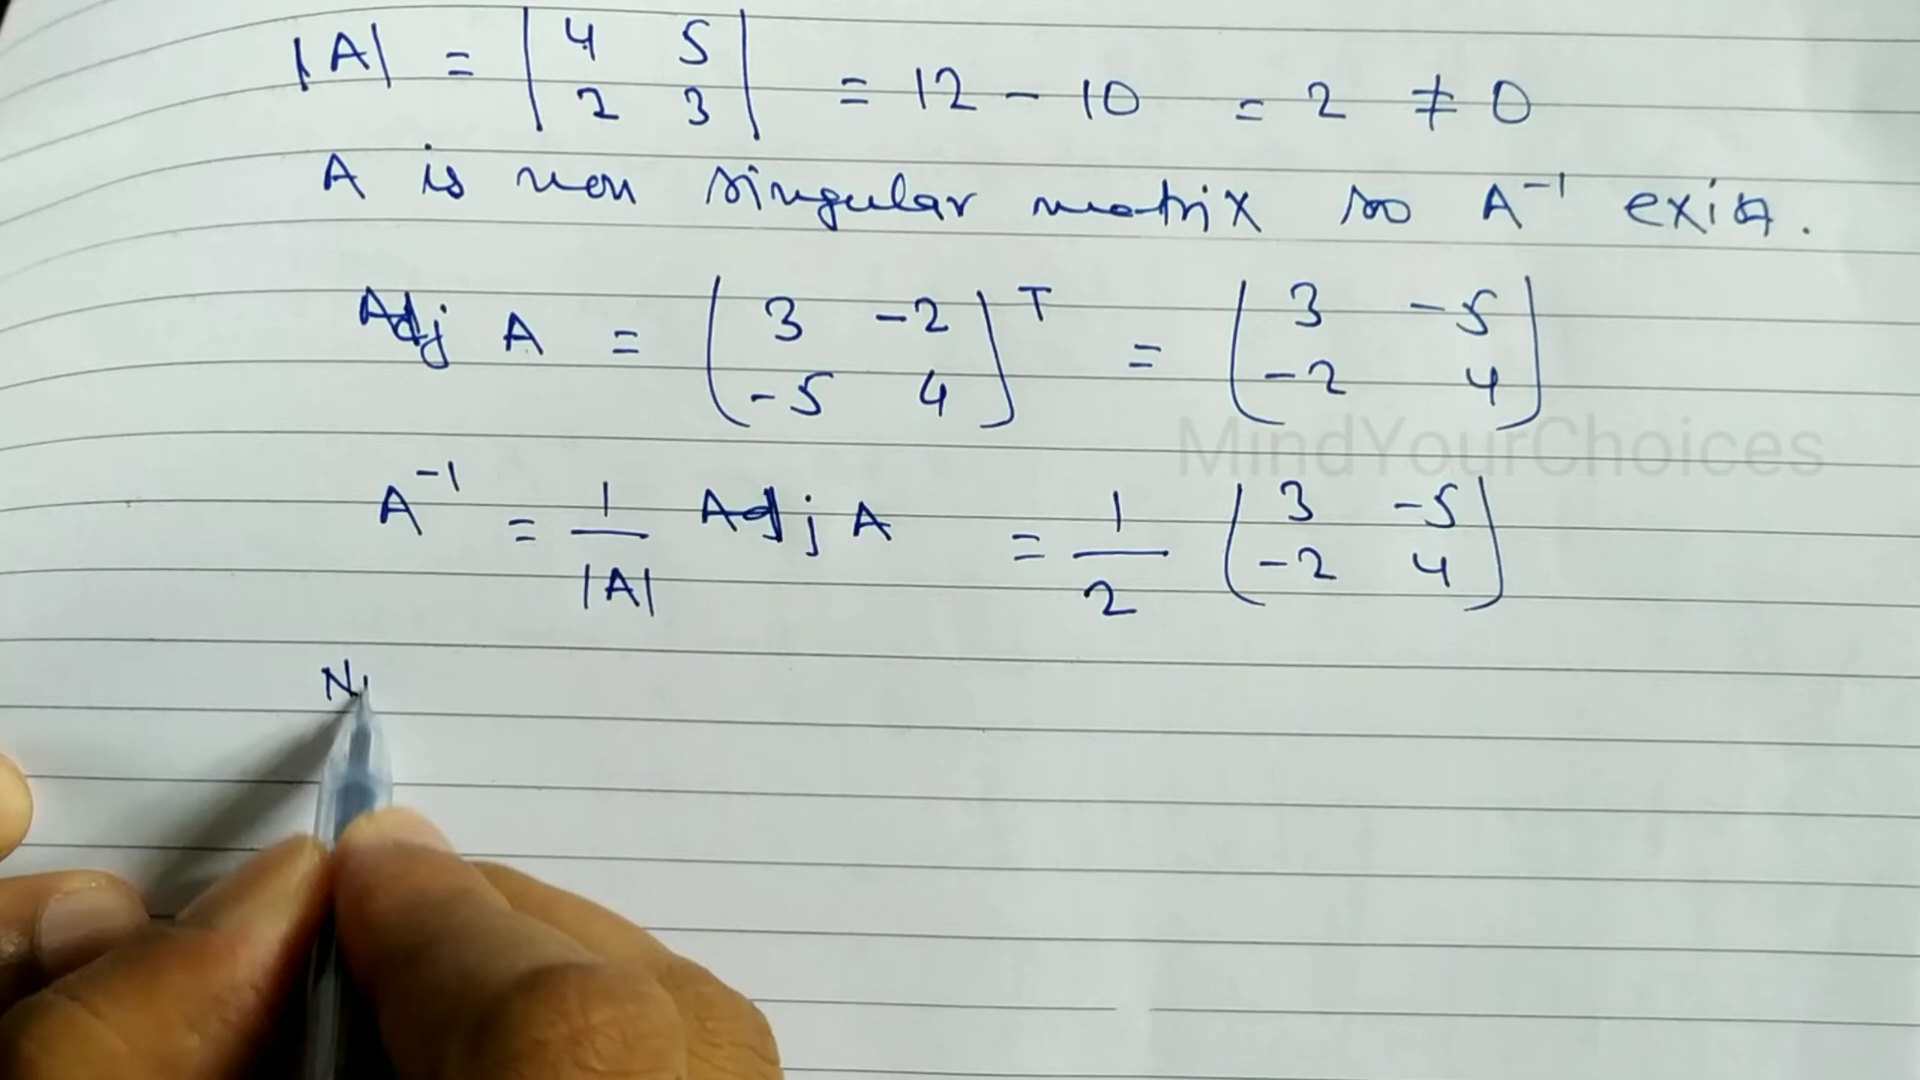 |A| = | 4 5 | = 12 - 10 = 2 ≠ 0
| 2 3 |
A is non singular matrix so A⁻¹ exist.
Adj A = ( 3 -2 )ᵀ = ( 3 -5 )
( -5 4 ) ( -2 4 )
MindYourChoices
A⁻¹ = 1 Adj A = 1 ( 3 -5 )
|A| 2 ( -2 4 )